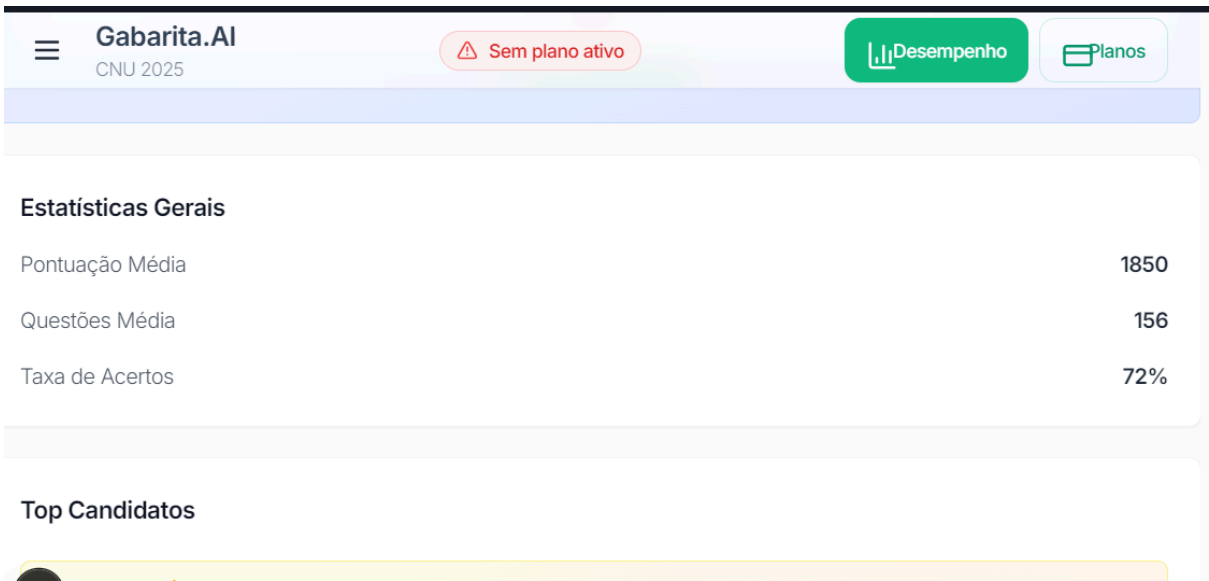 Gabarita.AI
CNU 2025
Sem plano ativo
Desempenho
Planos
Estatísticas Gerais
Pontuação Média 1850
Questões Média 156
Taxa de Acertos 72%
Top Candidatos